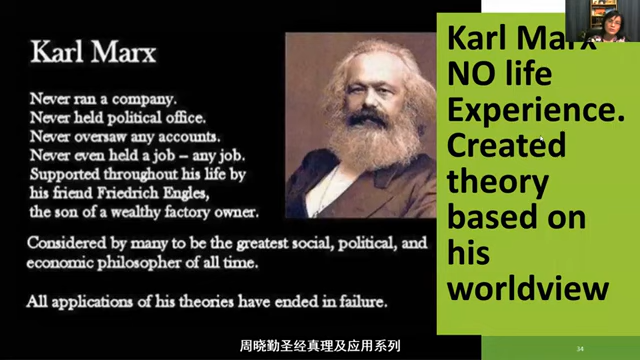 Karl Marx
Never ran a company.
Never held political office.
Never oversaw any accounts.
Never even held a job – any job.
Supported throughout his life by
his friend Friedrich Engles,
the son of a wealthy factory owner.
Considered by many to be the greatest social, political, and
economic philosopher of all time.
All applications of his theories have ended in failure.
Karl Marx
NO life
Experience.
Created
theory
based on
his
worldview
周晓勤圣经真理及应用系列
34